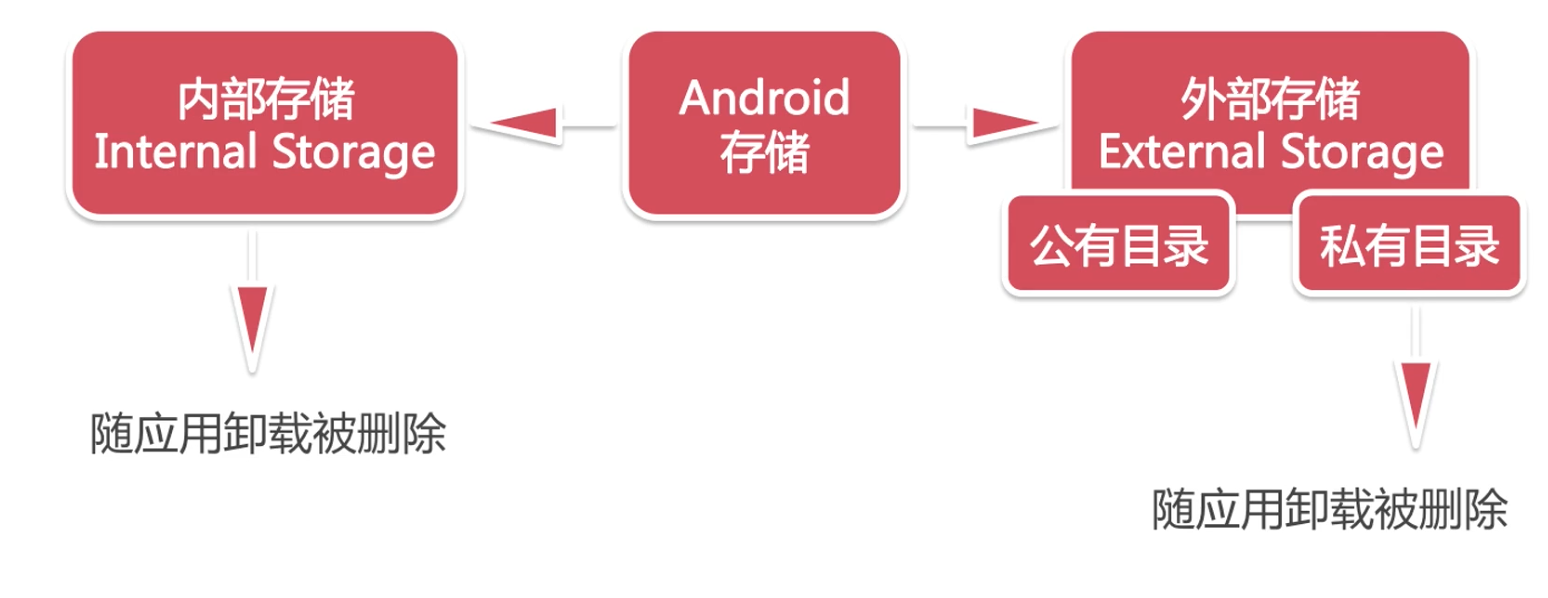 内部存储
Internal Storage
Android
存储
外部存储
External Storage
公有目录
私有目录
随应用卸载被删除
随应用卸载被删除